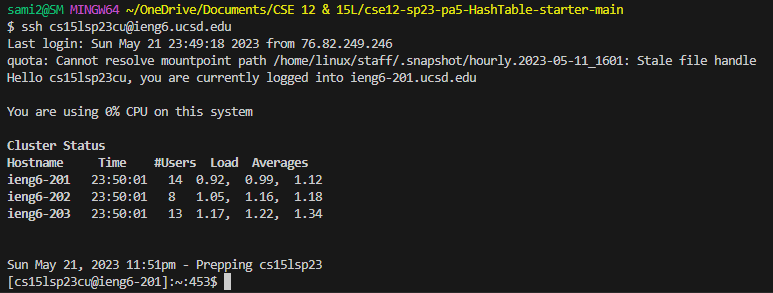 sami2@SM MINGW64 ~/OneDrive/Documents/CSE 12 & 15L/cse12-sp23-pa5-HashTable-starter-main
$ ssh cs15lsp23cu@ieng6.ucsd.edu
Last login: Sun May 21 23:49:18 2023 from 76.82.249.246
quota: Cannot resolve mountpoint path /home/linux/staff/.snapshot/hourly.2023-05-11_1601: Stale file handle
Hello cs15lsp23cu, you are currently logged into ieng6-201.ucsd.edu
You are using 0% CPU on this system
Cluster Status
Hostname     Time    #Users  Load  Averages
ieng6-201   23:50:01   14  0.92,  0.99,  1.12
ieng6-202   23:50:01   8   1.05,  1.16,  1.18
ieng6-203   23:50:01   13  1.17,  1.22,  1.34
Sun May 21, 2023 11:51pm - Prepping cs15lsp23
[cs15lsp23cu@ieng6-201]:~:453$